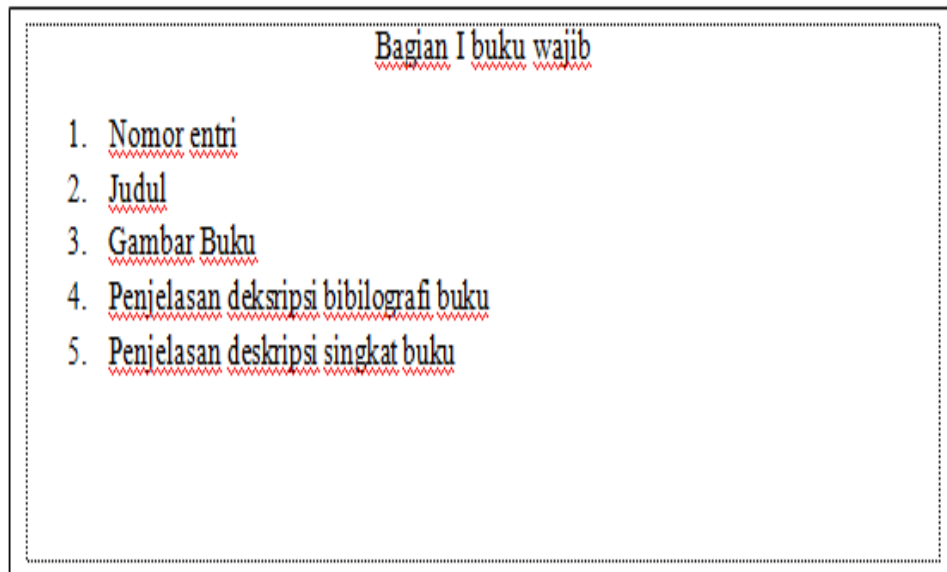 Bagian I buku wajib
1. Nomor entri
2. Judul
3. Gambar Buku
4. Penjelasan deksripsi bibilografi buku
5. Penjelasan deskripsi singkat buku